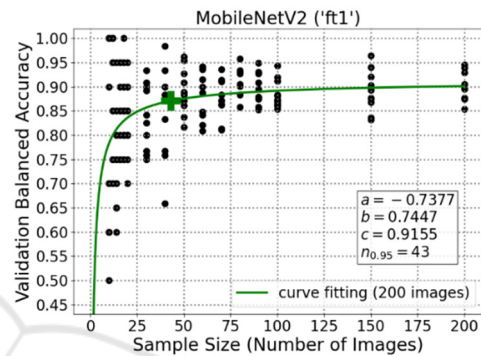 MobileNetV2 ('ft1')
Validation Balanced Accuracy
1.00
0.95
0.90
0.85
0.80
0.75
0.70
0.65
0.60
0.55
0.50
0.45
a = −0.7377
b = 0.7447
c = 0.9155
n0.95 = 43
curve fitting (200 images)
0 25 50 75 100 125 150 175 200
Sample Size (Number of Images)